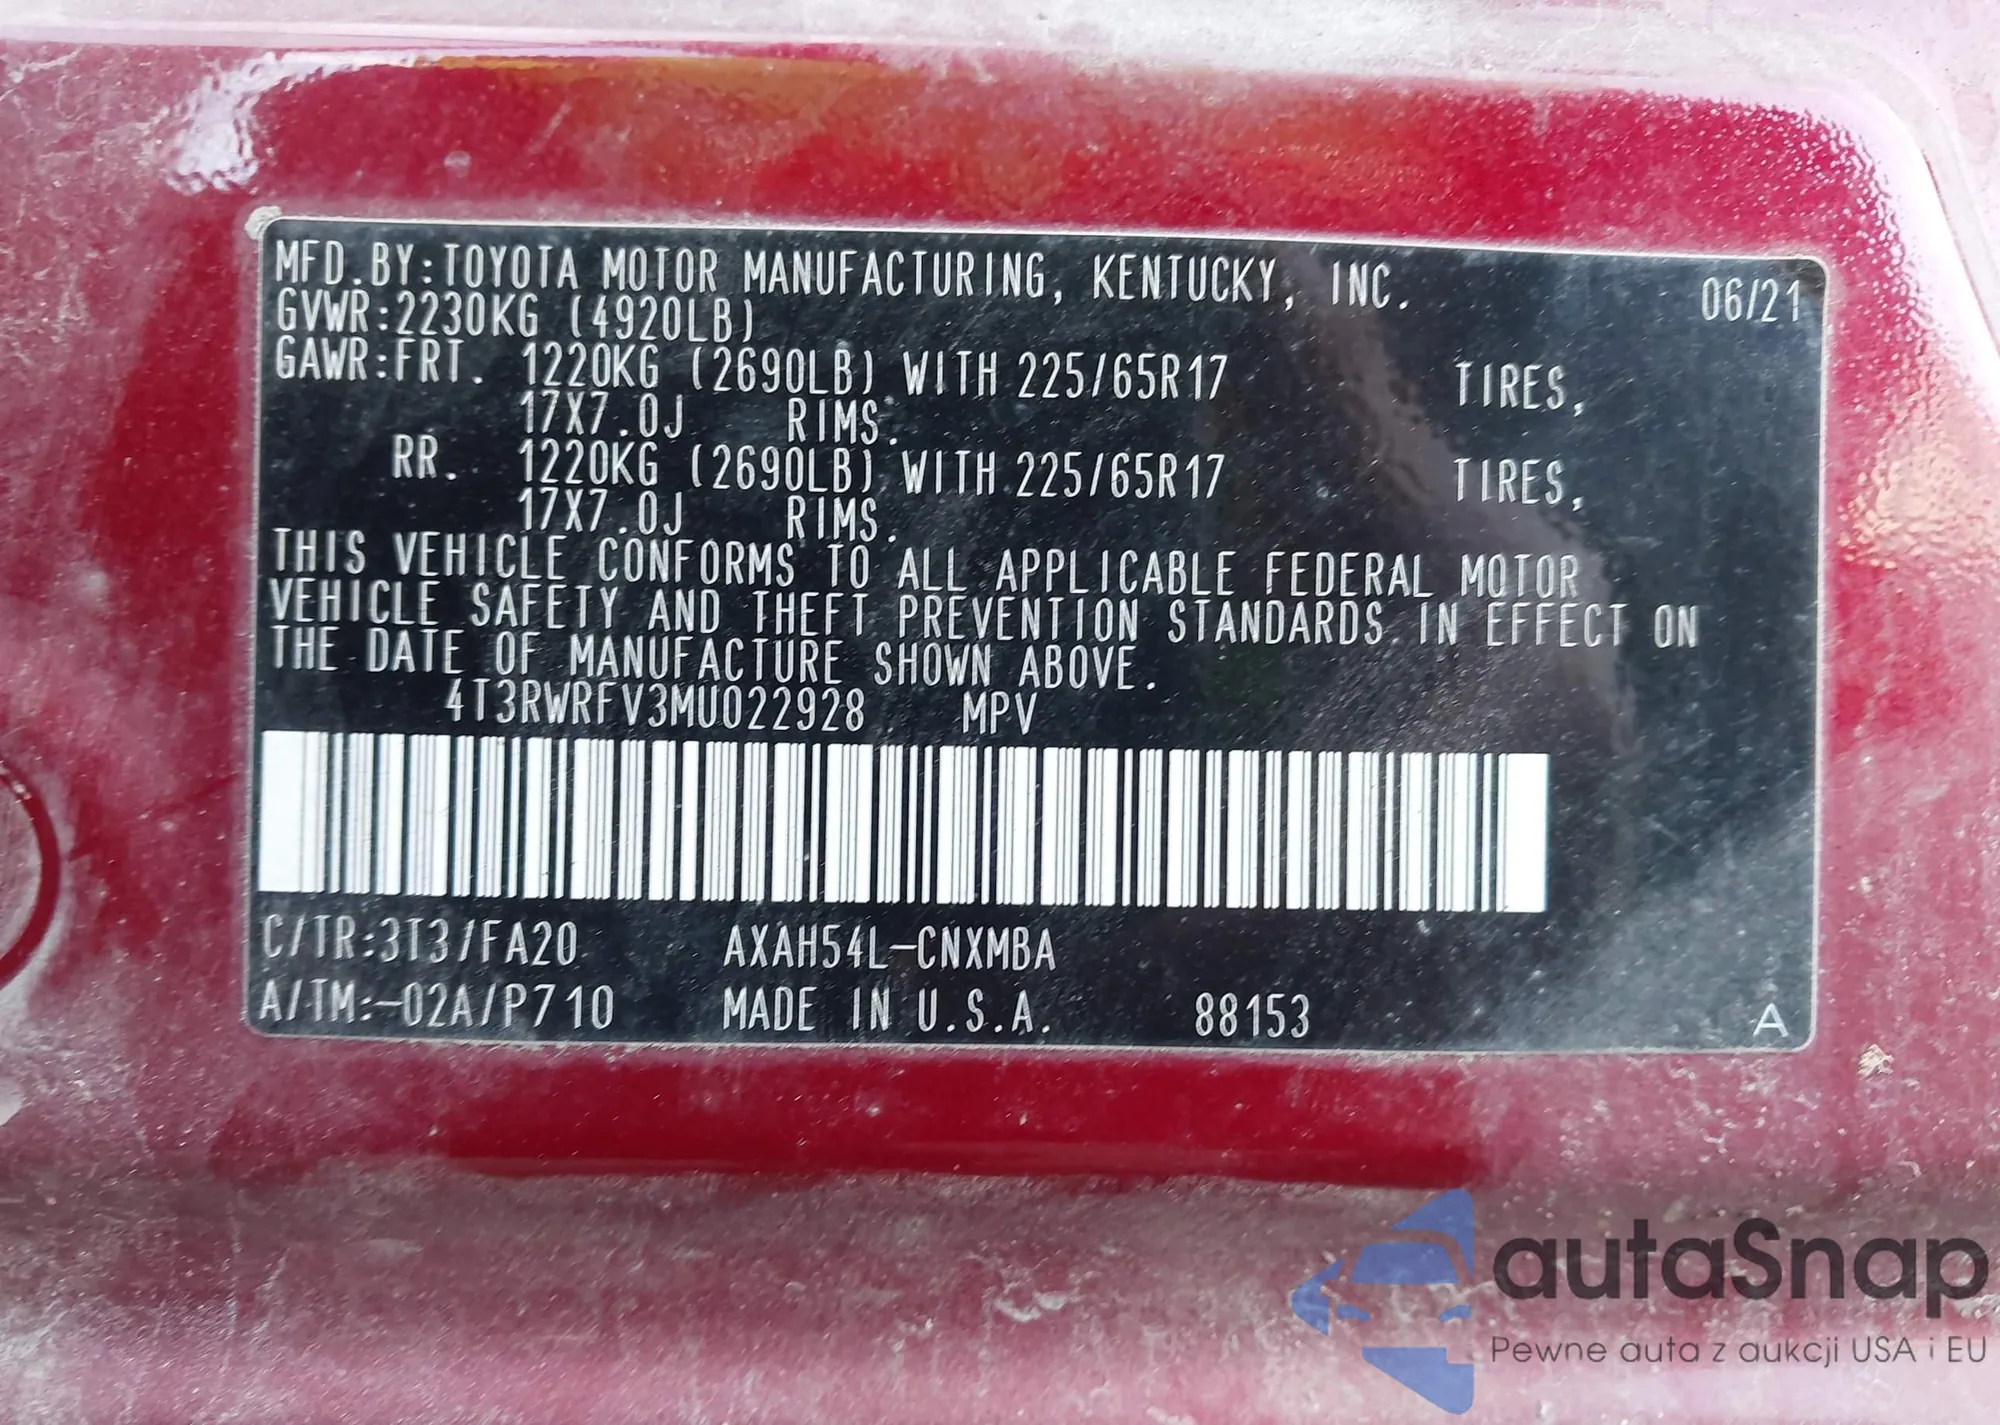 MFD.BY:TOYOTA MOTOR MANUFACTURING, KENTUCKY, INC. 06/21
GVWR:2230KG (4920LB)
GAWR:FRT. 1220KG (2690LB) WITH 225/65R17 TIRES,
17X7.0J RIMS.
RR. 1220KG (2690LB) WITH 225/65R17 TIRES,
17X7.0J RIMS.
THIS VEHICLE CONFORMS TO ALL APPLICABLE FEDERAL MOTOR
VEHICLE SAFETY AND THEFT PREVENTION STANDARDS IN EFFECT ON
THE DATE OF MANUFACTURE SHOWN ABOVE.
4T3RWRFV3MU022928 MPV
C/TR:3T3/FA20 AXAH54L-CNXMBA
A/TM:-02A/P710 MADE IN U.S.A. 88153 A
autaSnap
Pewne auta z aukcji USA i EU